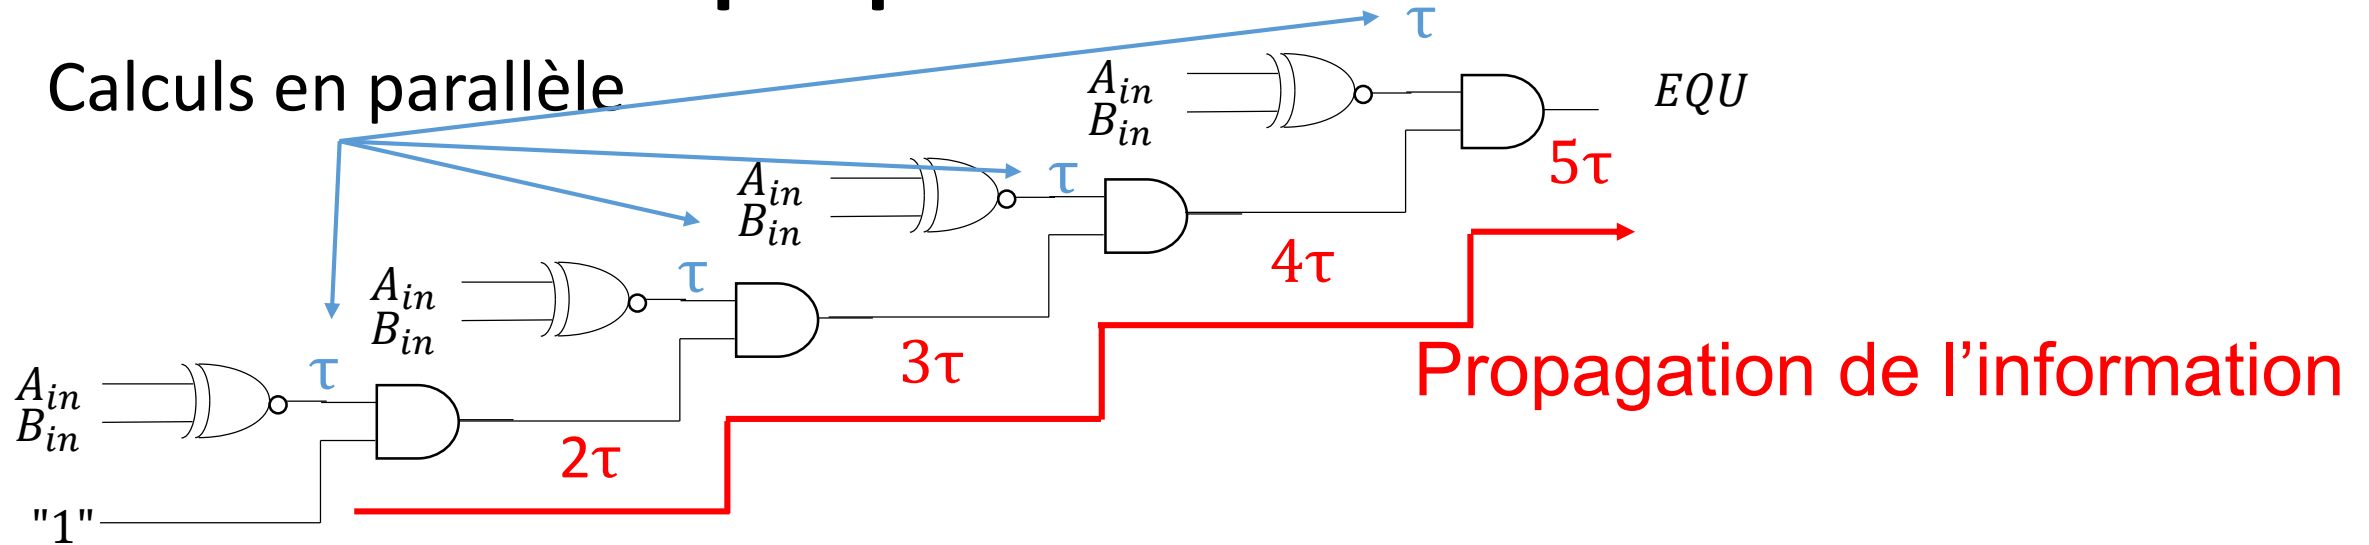 τ
Calculs en parallèle
A_in
B_in
EQU
5τ
τ
A_in
B_in
4τ
τ
A_in
B_in
3τ
Propagation de l’information
τ
A_in
B_in
2τ
"1"